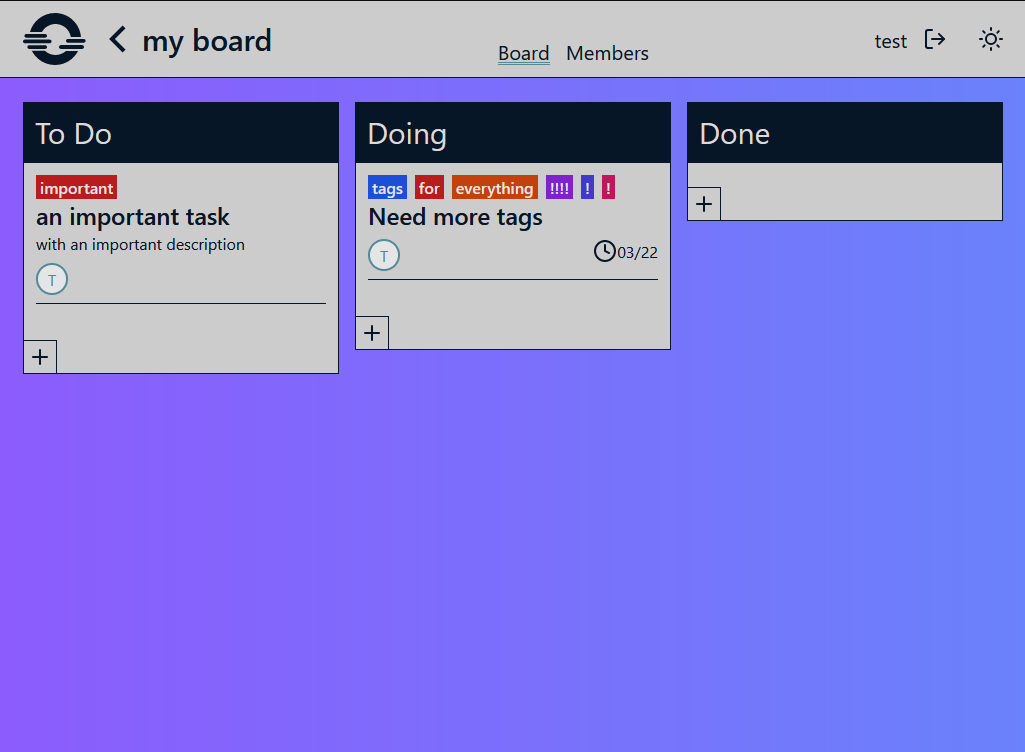 my board
Board Members
test
To Do
important
an important task
with an important description
T
Doing
tags for everything !!!! ! !
Need more tags
T 03/22
Done